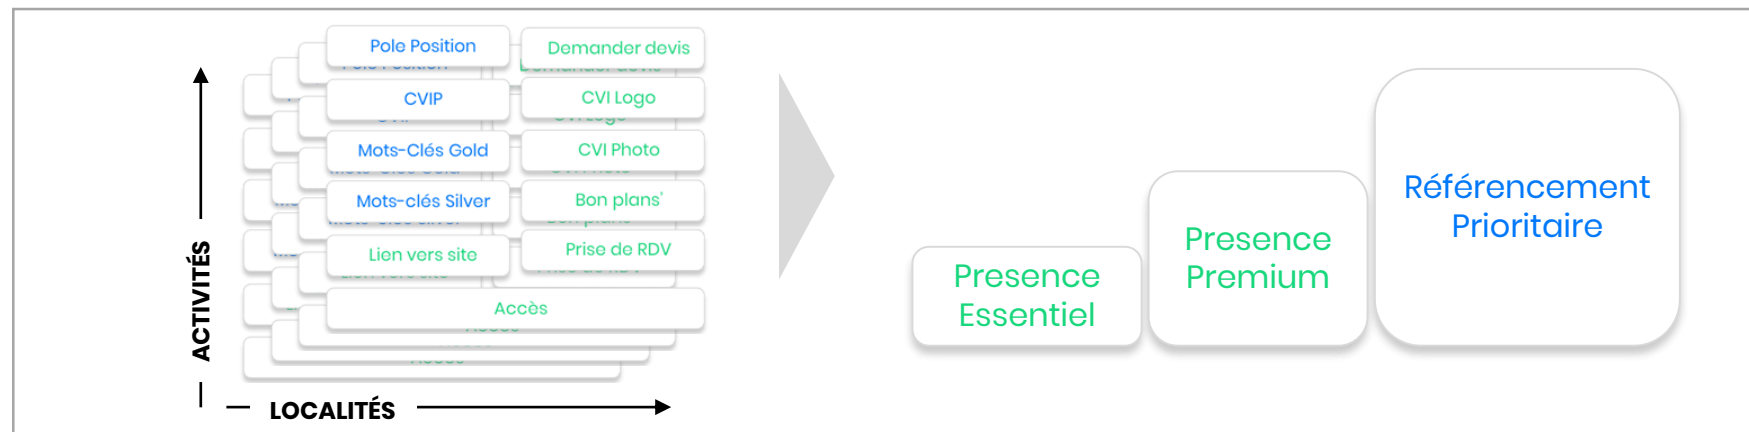 Pole Position
Demander devis
CVIP
CVI Logo
Mots-Clés Gold
CVI Photo
Mots-clés Silver
Bon plans'
Lien vers site
Prise de RDV
Accès
ACTIVITÉS
LOCALITÉS
Presence
Essentiel
Presence
Premium
Référencement
Prioritaire